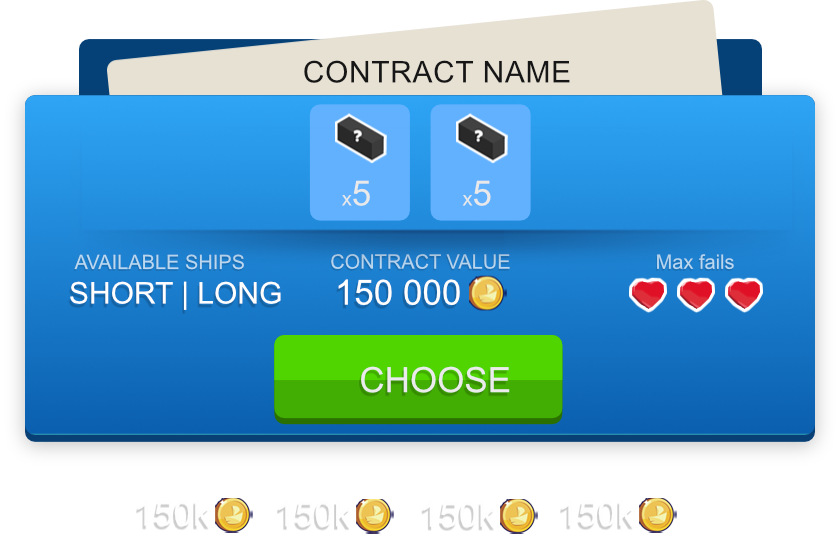 CONTRACT NAME
? ?
x5 x5
AVAILABLE SHIPS CONTRACT VALUE Max fails
SHORT | LONG 150 000
CHOOSE
150k 150k 150k 150k